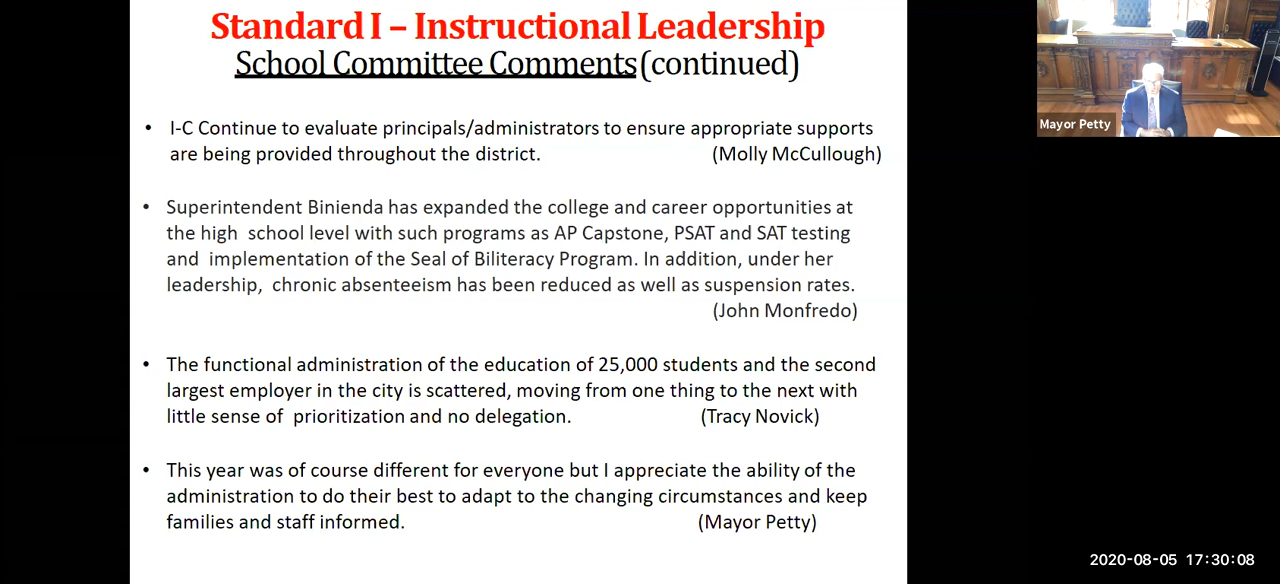 Standard I – Instructional Leadership
School Committee Comments (continued)
• I-C Continue to evaluate principals/administrators to ensure appropriate supports
are being provided throughout the district. (Molly McCullough)
• Superintendent Binienda has expanded the college and career opportunities at
the high school level with such programs as AP Capstone, PSAT and SAT testing
and implementation of the Seal of Biliteracy Program. In addition, under her
leadership, chronic absenteeism has been reduced as well as suspension rates.
(John Monfredo)
• The functional administration of the education of 25,000 students and the second
largest employer in the city is scattered, moving from one thing to the next with
little sense of prioritization and no delegation. (Tracy Novick)
• This year was of course different for everyone but I appreciate the ability of the
administration to do their best to adapt to the changing circumstances and keep
families and staff informed. (Mayor Petty)
Mayor Petty
2020-08-05 17:30:08